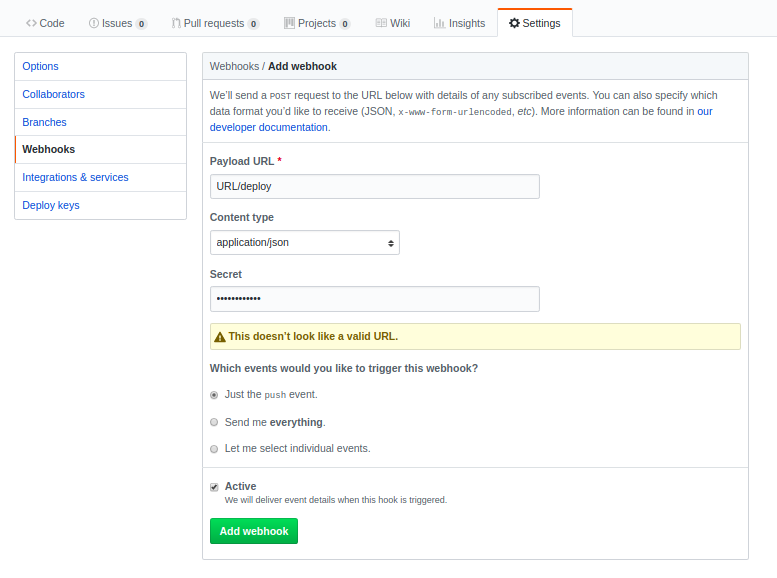 Code Issues 0 Pull requests 0 Projects 0 Wiki Insights Settings
Options
Collaborators
Branches
Webhooks
Integrations & services
Deploy keys
Webhooks / Add webhook
We'll send a POST request to the URL below with details of any subscribed events. You can also specify which
data format you'd like to receive (JSON, x-www-form-urlencoded, etc). More information can be found in our
developer documentation.
Payload URL *
URL/deploy
Content type
application/json
Secret
••••••••••••
This doesn't look like a valid URL.
Which events would you like to trigger this webhook?
Just the push event.
Send me everything.
Let me select individual events.
Active
We will deliver event details when this hook is triggered.
Add webhook